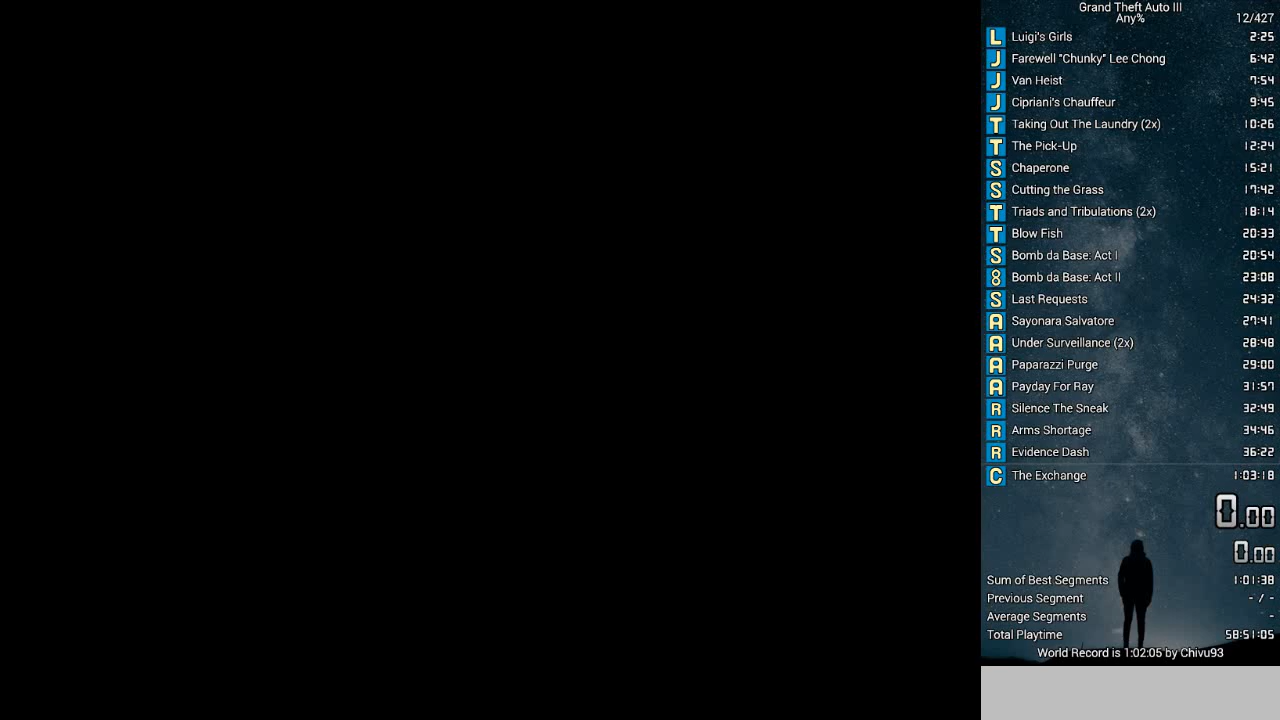 Grand Theft Auto III
Any% 12/427
L Luigi's Girls 2:25
J Farewell "Chunky" Lee Chong 6:42
J Van Heist 7:54
J Cipriani's Chauffeur 9:45
T Taking Out The Laundry (2x) 10:26
T The Pick-Up 12:24
S Chaperone 15:21
S Cutting the Grass 17:42
T Triads and Tribulations (2x) 18:14
T Blow Fish 20:33
S Bomb da Base: Act I 20:54
8 Bomb da Base: Act II 23:08
S Last Requests 24:32
A Sayonara Salvatore 27:41
A Under Surveillance (2x) 28:48
A Paparazzi Purge 29:00
A Payday For Ray 31:57
R Silence The Sneak 32:49
R Arms Shortage 34:46
R Evidence Dash 36:22
C The Exchange 1:03:18
0.00
0.00
Sum of Best Segments 1:01:38
Previous Segment - / -
Average Segments -
Total Playtime 58:51:05
World Record is 1:02:05 by Chivu93